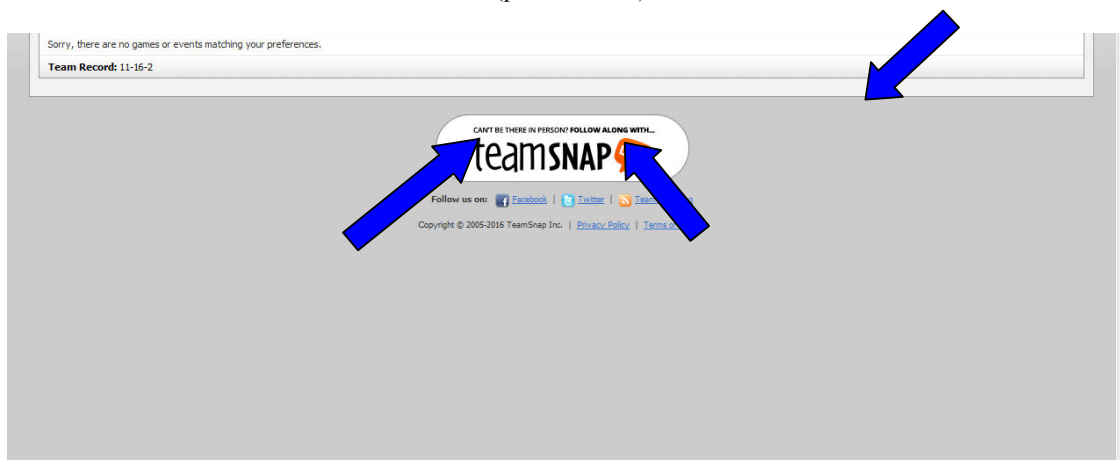 Sorry, there are no games or events matching your preferences.
Team Record: 11-16-2
CAN'T BE THERE IN PERSON? FOLLOW ALONG WITH...
teamSNAP
Follow us on: Facebook | Twitter |
Copyright © 2005-2016 TeamSnap Inc. | Privacy Policy | Terms